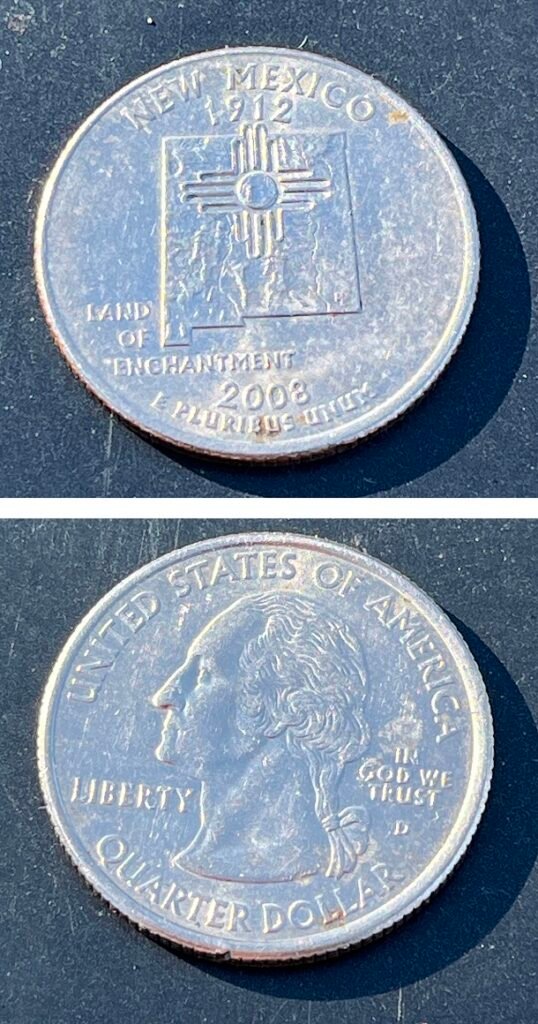 NEW MEXICO
1912
LAND
OF
ENCHANTMENT
2008
E PLURIBUS UNUM
UNITED STATES OF AMERICA
LIBERTY
IN
GOD WE
TRUST
D
QUARTER DOLLAR